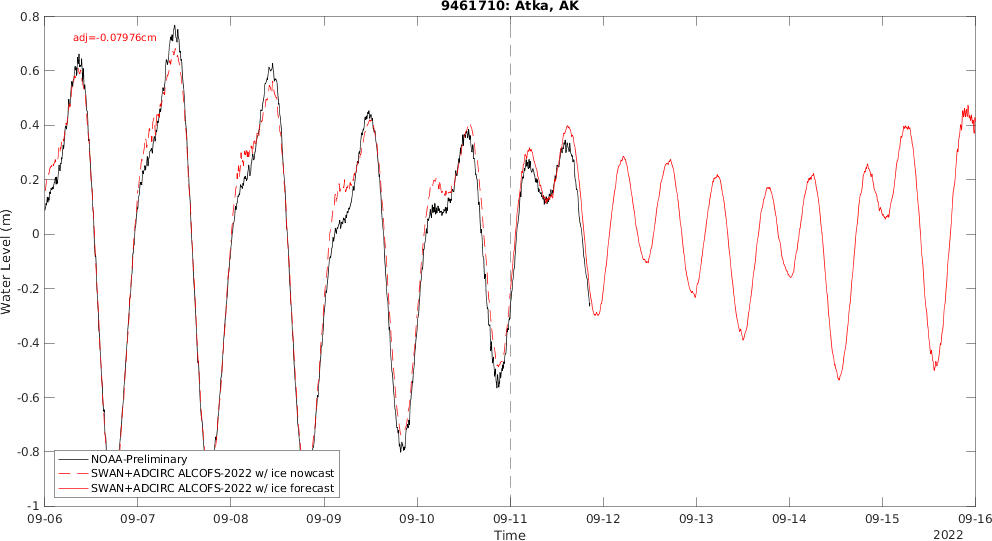 9461710: Atka, AK
adj=-0.07976cm
Water Level (m)
0.8
0.6
0.4
0.2
0
-0.2
-0.4
-0.6
-0.8
-1
NOAA-Preliminary
SWAN+ADCIRC ALCOFS-2022 w/ ice nowcast
SWAN+ADCIRC ALCOFS-2022 w/ ice forecast
09-06 09-07 09-08 09-09 09-10 09-11 09-12 09-13 09-14 09-15 09-16
Time
2022